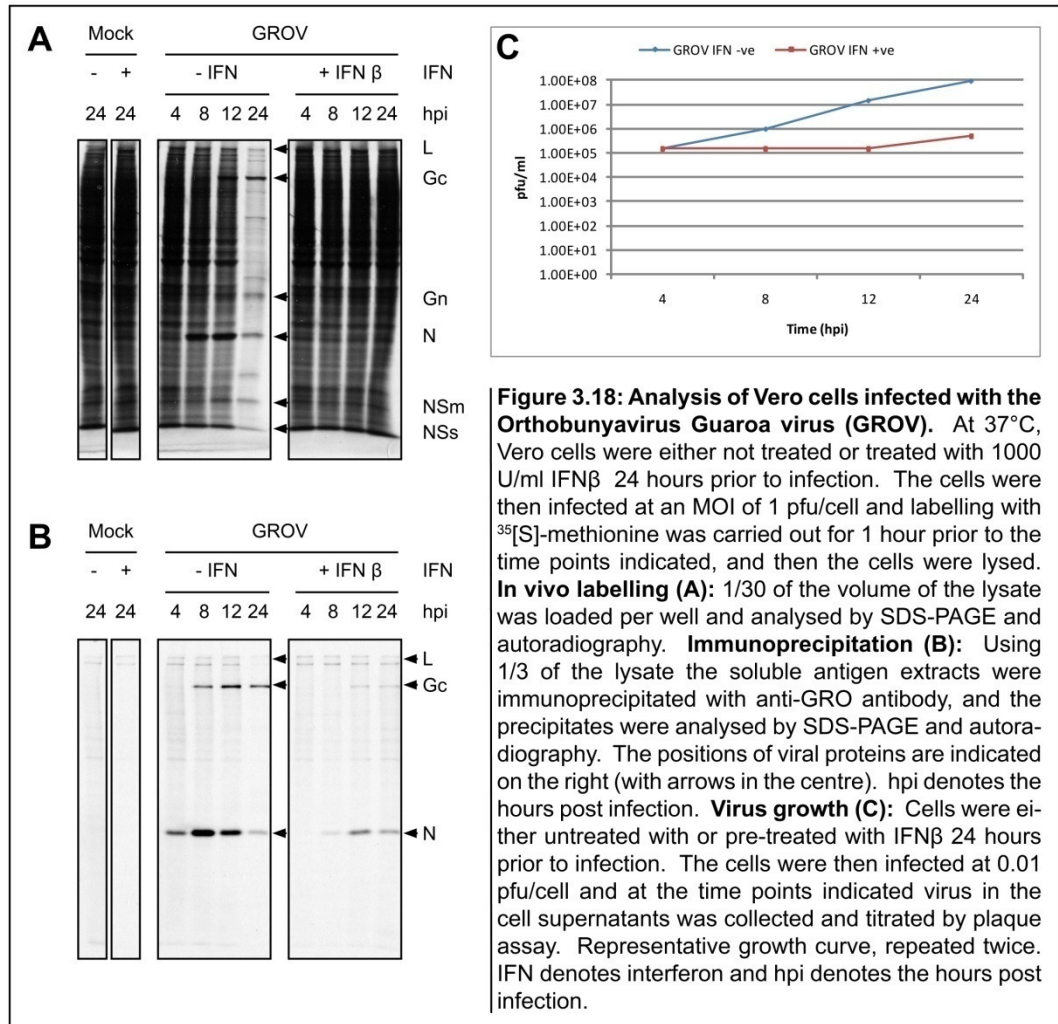 A
Mock
GROV
- + - IFN + IFN β IFN
24 24 4 8 12 24 4 8 12 24 hpi
L
Gc
Gn
N
NSm
NSs
B
Mock
GROV
- + - IFN + IFN β IFN
24 24 4 8 12 24 4 8 12 24 hpi
L
Gc
N
C
GROV IFN -ve GROV IFN +ve
1.00E+08
1.00E+07
1.00E+06
1.00E+05
1.00E+04
1.00E+03
1.00E+02
1.00E+01
1.00E+00
pfu/ml
4 8 12 24
Time (hpi)
Figure 3.18: Analysis of Vero cells infected with the
Orthobunyavirus Guaroa virus (GROV). At 37°C,
Vero cells were either not treated or treated with 1000
U/ml IFNβ 24 hours prior to infection. The cells were
then infected at an MOI of 1 pfu/cell and labelling with
³⁵[S]-methionine was carried out for 1 hour prior to the
time points indicated, and then the cells were lysed.
In vivo labelling (A): 1/30 of the volume of the lysate
was loaded per well and analysed by SDS-PAGE and
autoradiography. Immunoprecipitation (B): Using
1/3 of the lysate the soluble antigen extracts were
immunoprecipitated with anti-GRO antibody, and the
precipitates were analysed by SDS-PAGE and autora-
diography. The positions of viral proteins are indicated
on the right (with arrows in the centre). hpi denotes the
hours post infection. Virus growth (C): Cells were ei-
ther untreated with or pre-treated with IFNβ 24 hours
prior to infection. The cells were then infected at 0.01
pfu/cell and at the time points indicated virus in the
cell supernatants was collected and titrated by plaque
assay. Representative growth curve, repeated twice.
IFN denotes interferon and hpi denotes the hours post
infection.